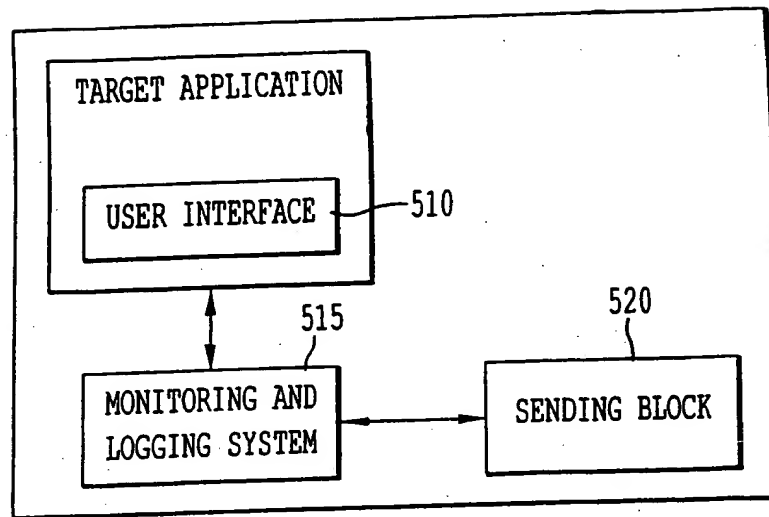 TARGET APPLICATION
USER INTERFACE
510
515
520
MONITORING AND
LOGGING SYSTEM
SENDING BLOCK